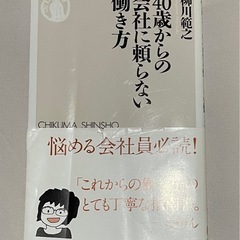 柳川範之
40歳からの
会社に頼らない
働き方
CHIKUMA SHINSHO
悩める会社員必読!
「これからの
とても丁寧な